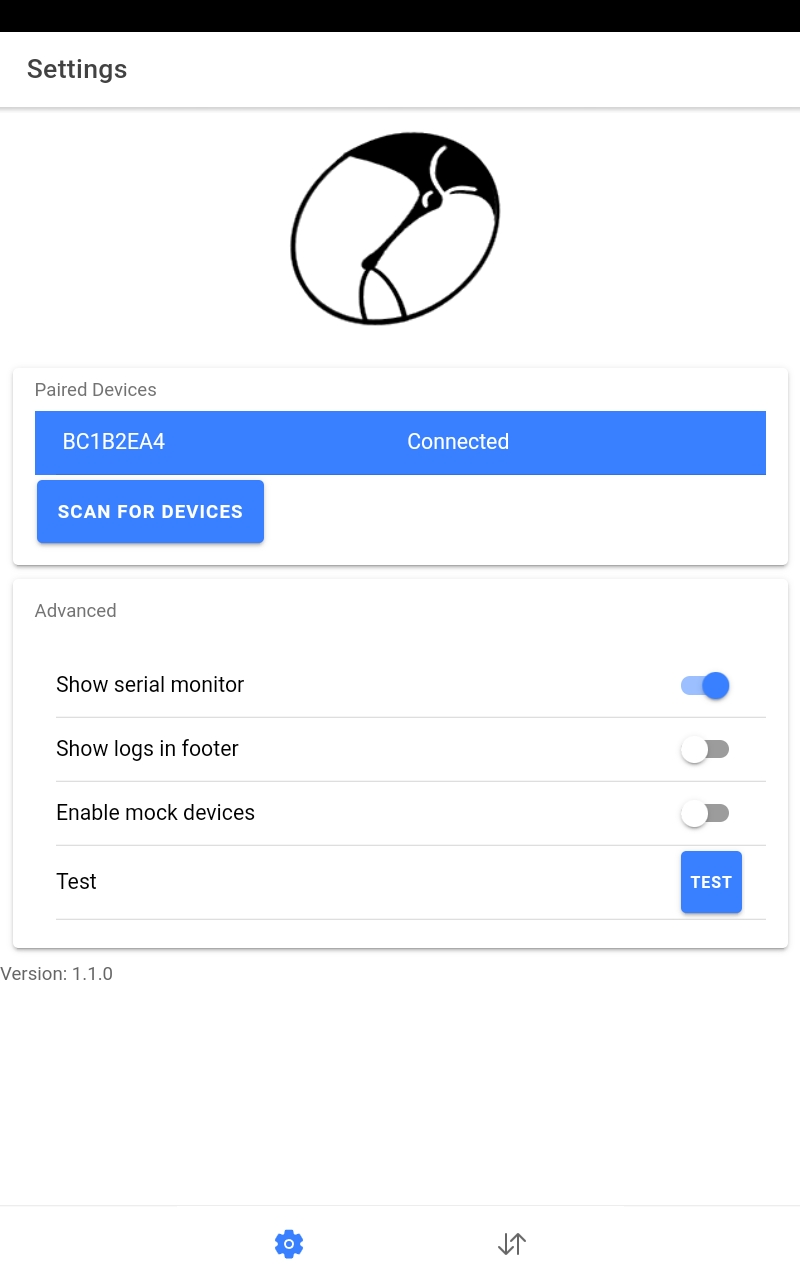 Settings
Paired Devices
BC1B2EA4 Connected
SCAN FOR DEVICES
Advanced
Show serial monitor
Show logs in footer
Enable mock devices
Test TEST
Version: 1.1.0